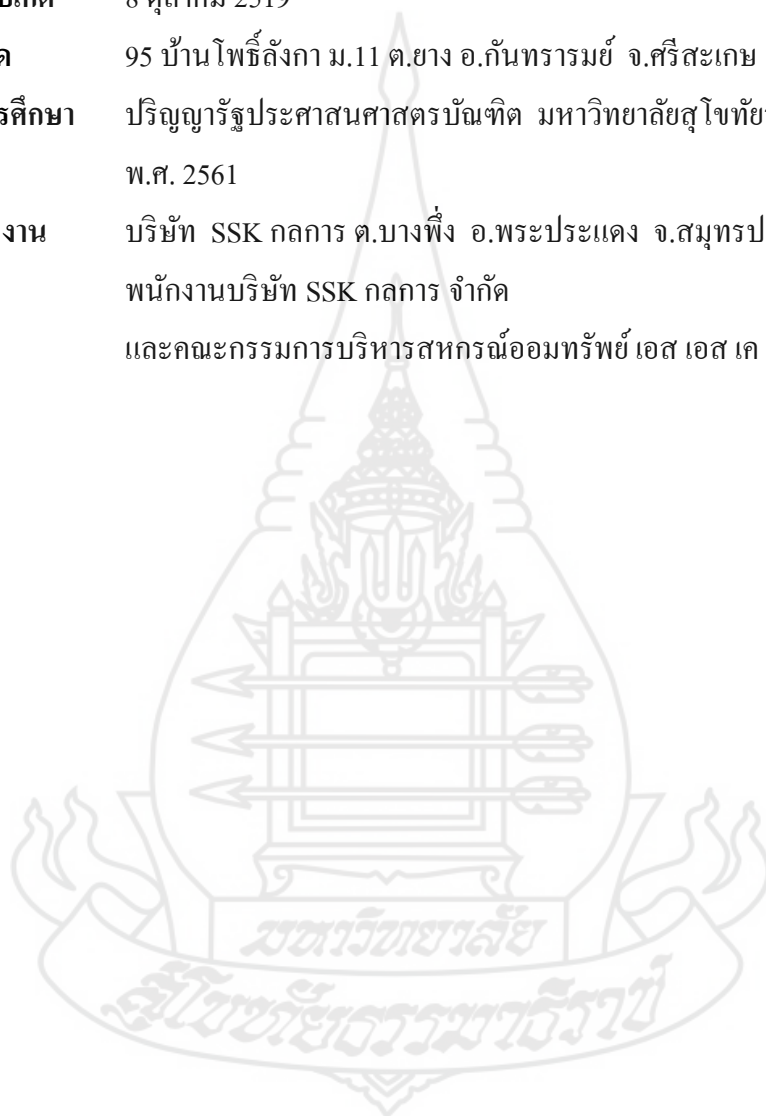 8 ตุลาคม 2519
95 บ้านโพธิ์ลังกา ม.11 ต.ยาง อ.กันทรารมย์ จ.ศรีสะเกษ
รศึกษา ปริญญารัฐประศาสนศาสตรบัณฑิต มหาวิทยาลัยสุโขทัย
พ.ศ. 2561
งาน บริษัท SSK กลการ ต.บางพึ่ง อ.พระประแดง จ.สมุทรป
พนักงานบริษัท SSK กลการ จำกัด
และคณะกรรมการบริหารสหกรณ์ออมทรัพย์ เอส เอส เค
มหาวิทยาลัย
สุโขทัยธรรมาธิราช